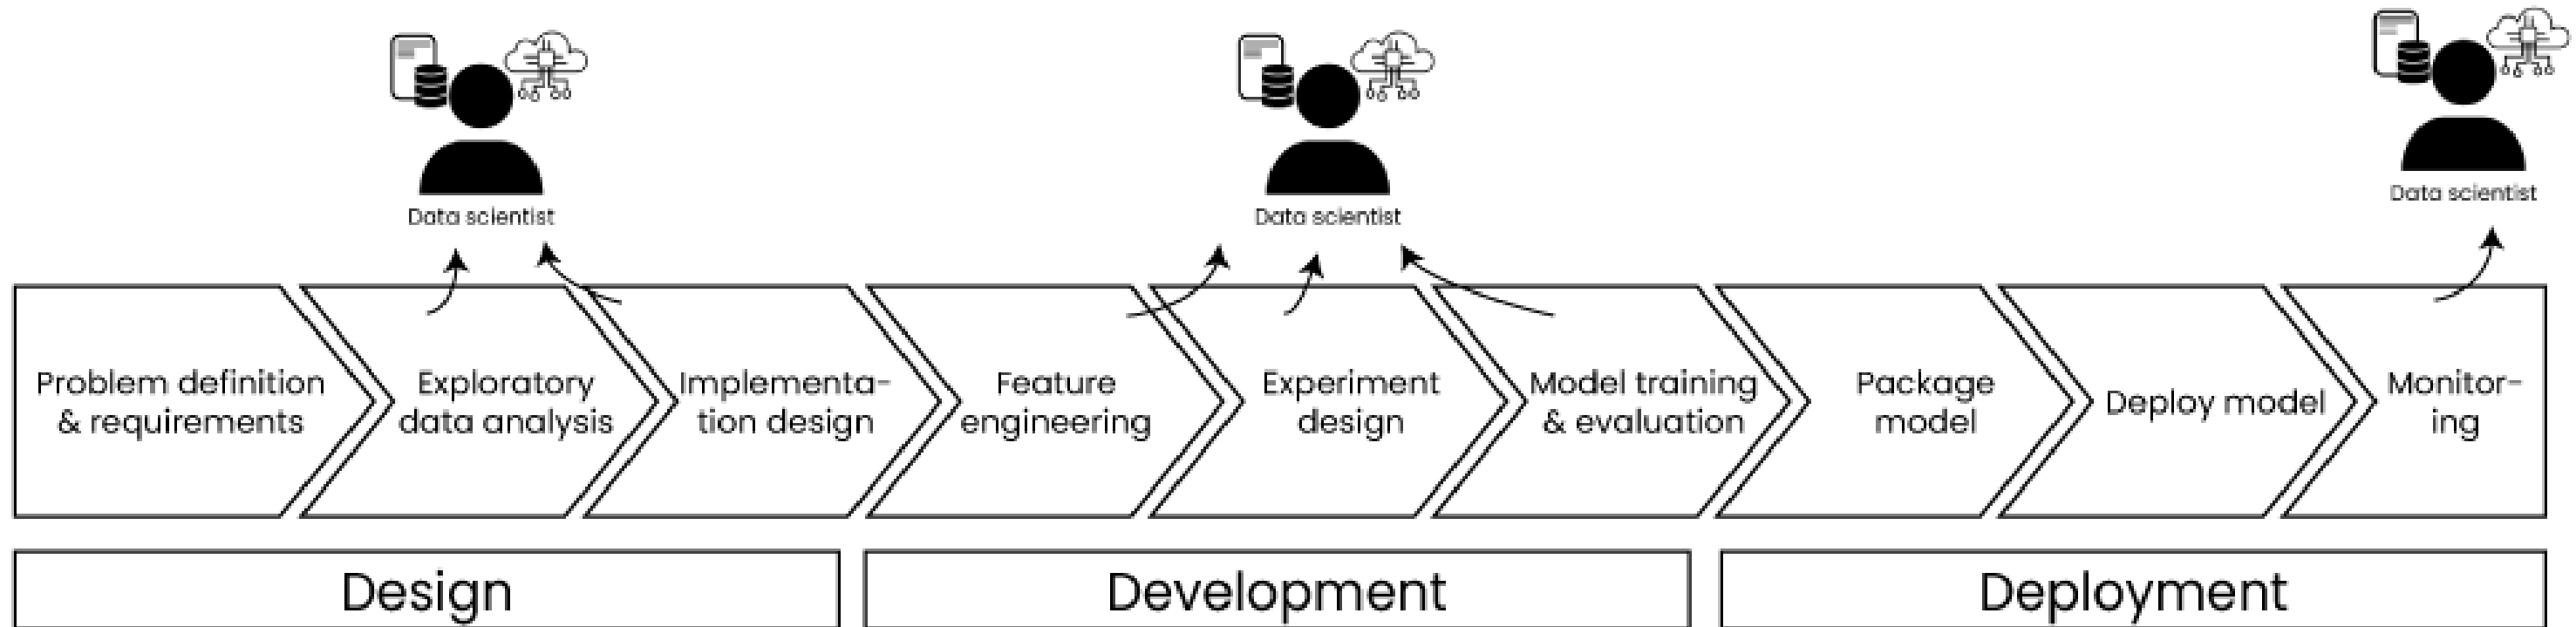 Data scientist
Data scientist
Data scientist
Problem definition
& requirements
Exploratory
data analysis
Implementa-
tion design
Feature
engineering
Experiment
design
Model training
& evaluation
Package
model
Deploy model
Monitor-
ing
Design
Development
Deployment